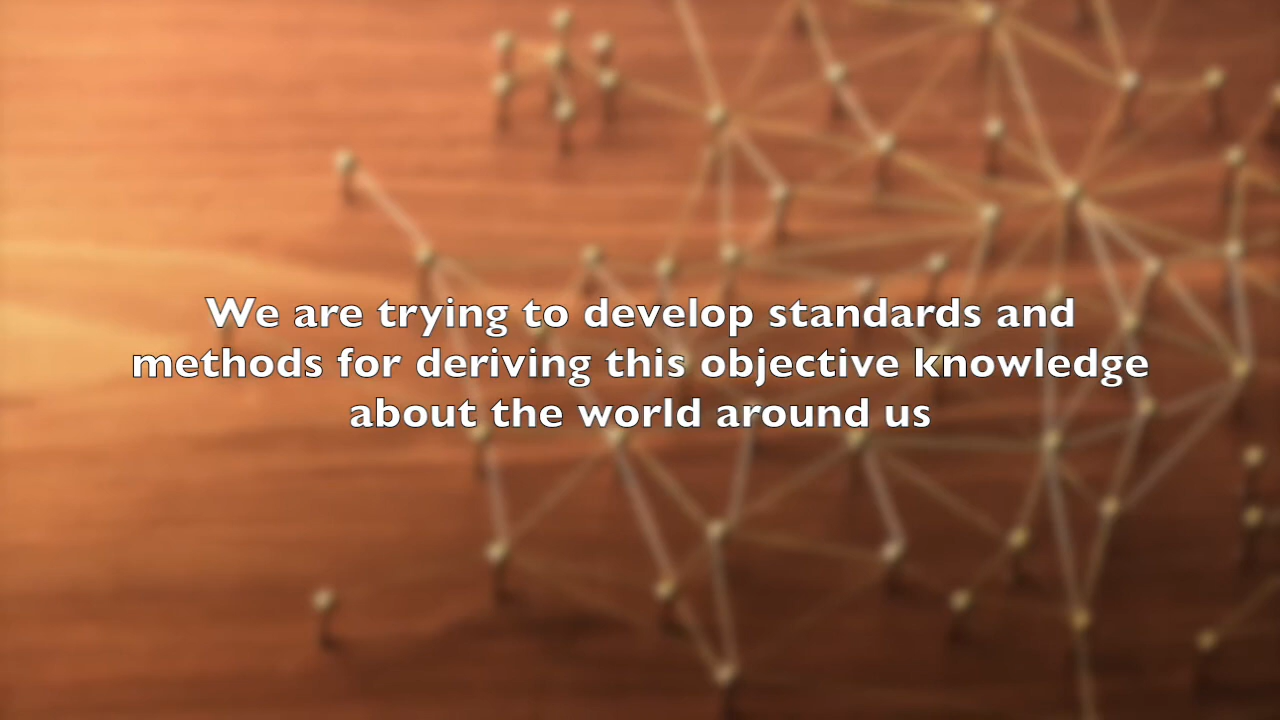 We are trying to develop standards and
methods for deriving this objective knowledge
about the world around us